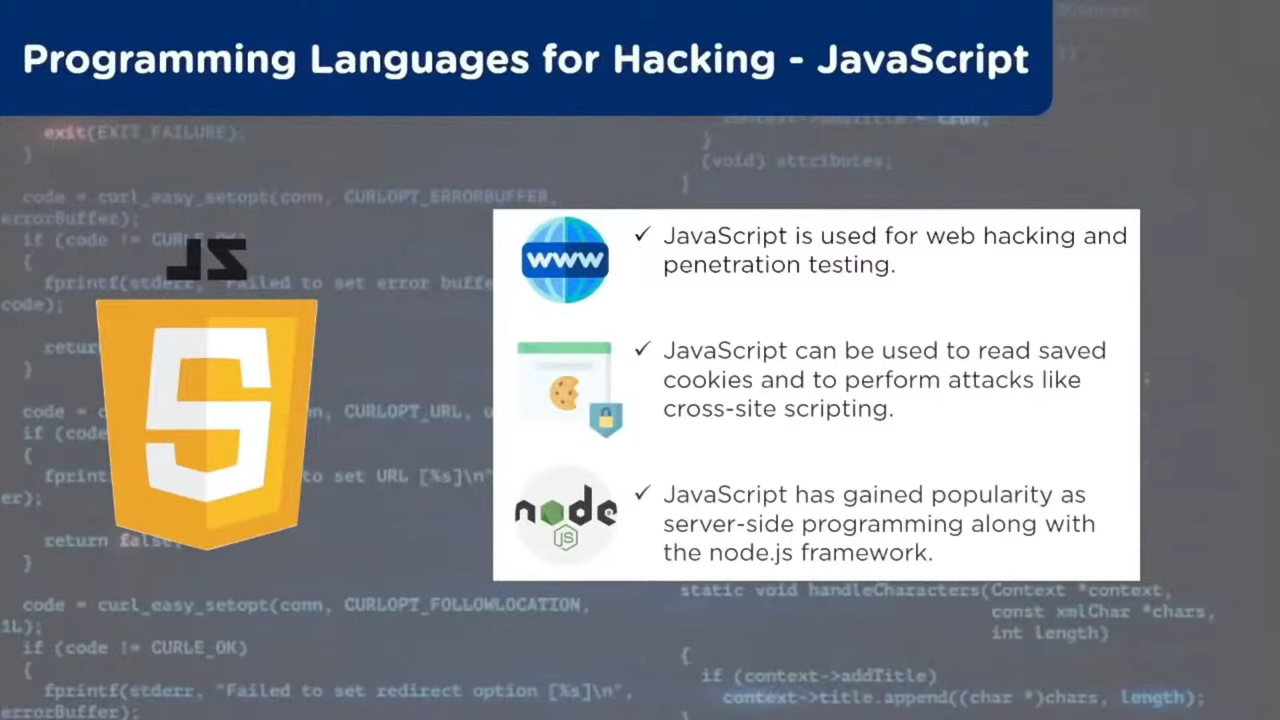 Programming Languages for Hacking - JavaScript
exit(EXIT_FAILURE);
}
code = curl_easy_setopt(conn, CURLOPT_ERRORBUFFER,
errorBuffer);
if (code != CURLE_OK)
{
fprintf(stderr, "Failed to set error buffe
code);
retur
}
code = c
n, CURLOPT_URL, u
if (code
{
fprint
to set URL [%s]\n"
er);
return false;
}
code = curl_easy_setopt(conn, CURLOPT_FOLLOWLOCATION,
1L);
if (code != CURLE_OK)
{
fprintf(stderr, "Failed to set redirect option [%s]\n",
errorBuffer);
JS
5
www
✓ JavaScript is used for web hacking and
penetration testing.
✓ JavaScript can be used to read saved
cookies and to perform attacks like
cross-site scripting.
node
JS
✓ JavaScript has gained popularity as
server-side programming along with
the node.js framework.
context->addTitle = true;
}
(void) attributes;
}
static void handleCharacters(Context *context,
const xmlChar *chars,
int length)
{
if (context->addTitle)
context->title.append((char *)chars, length);
}